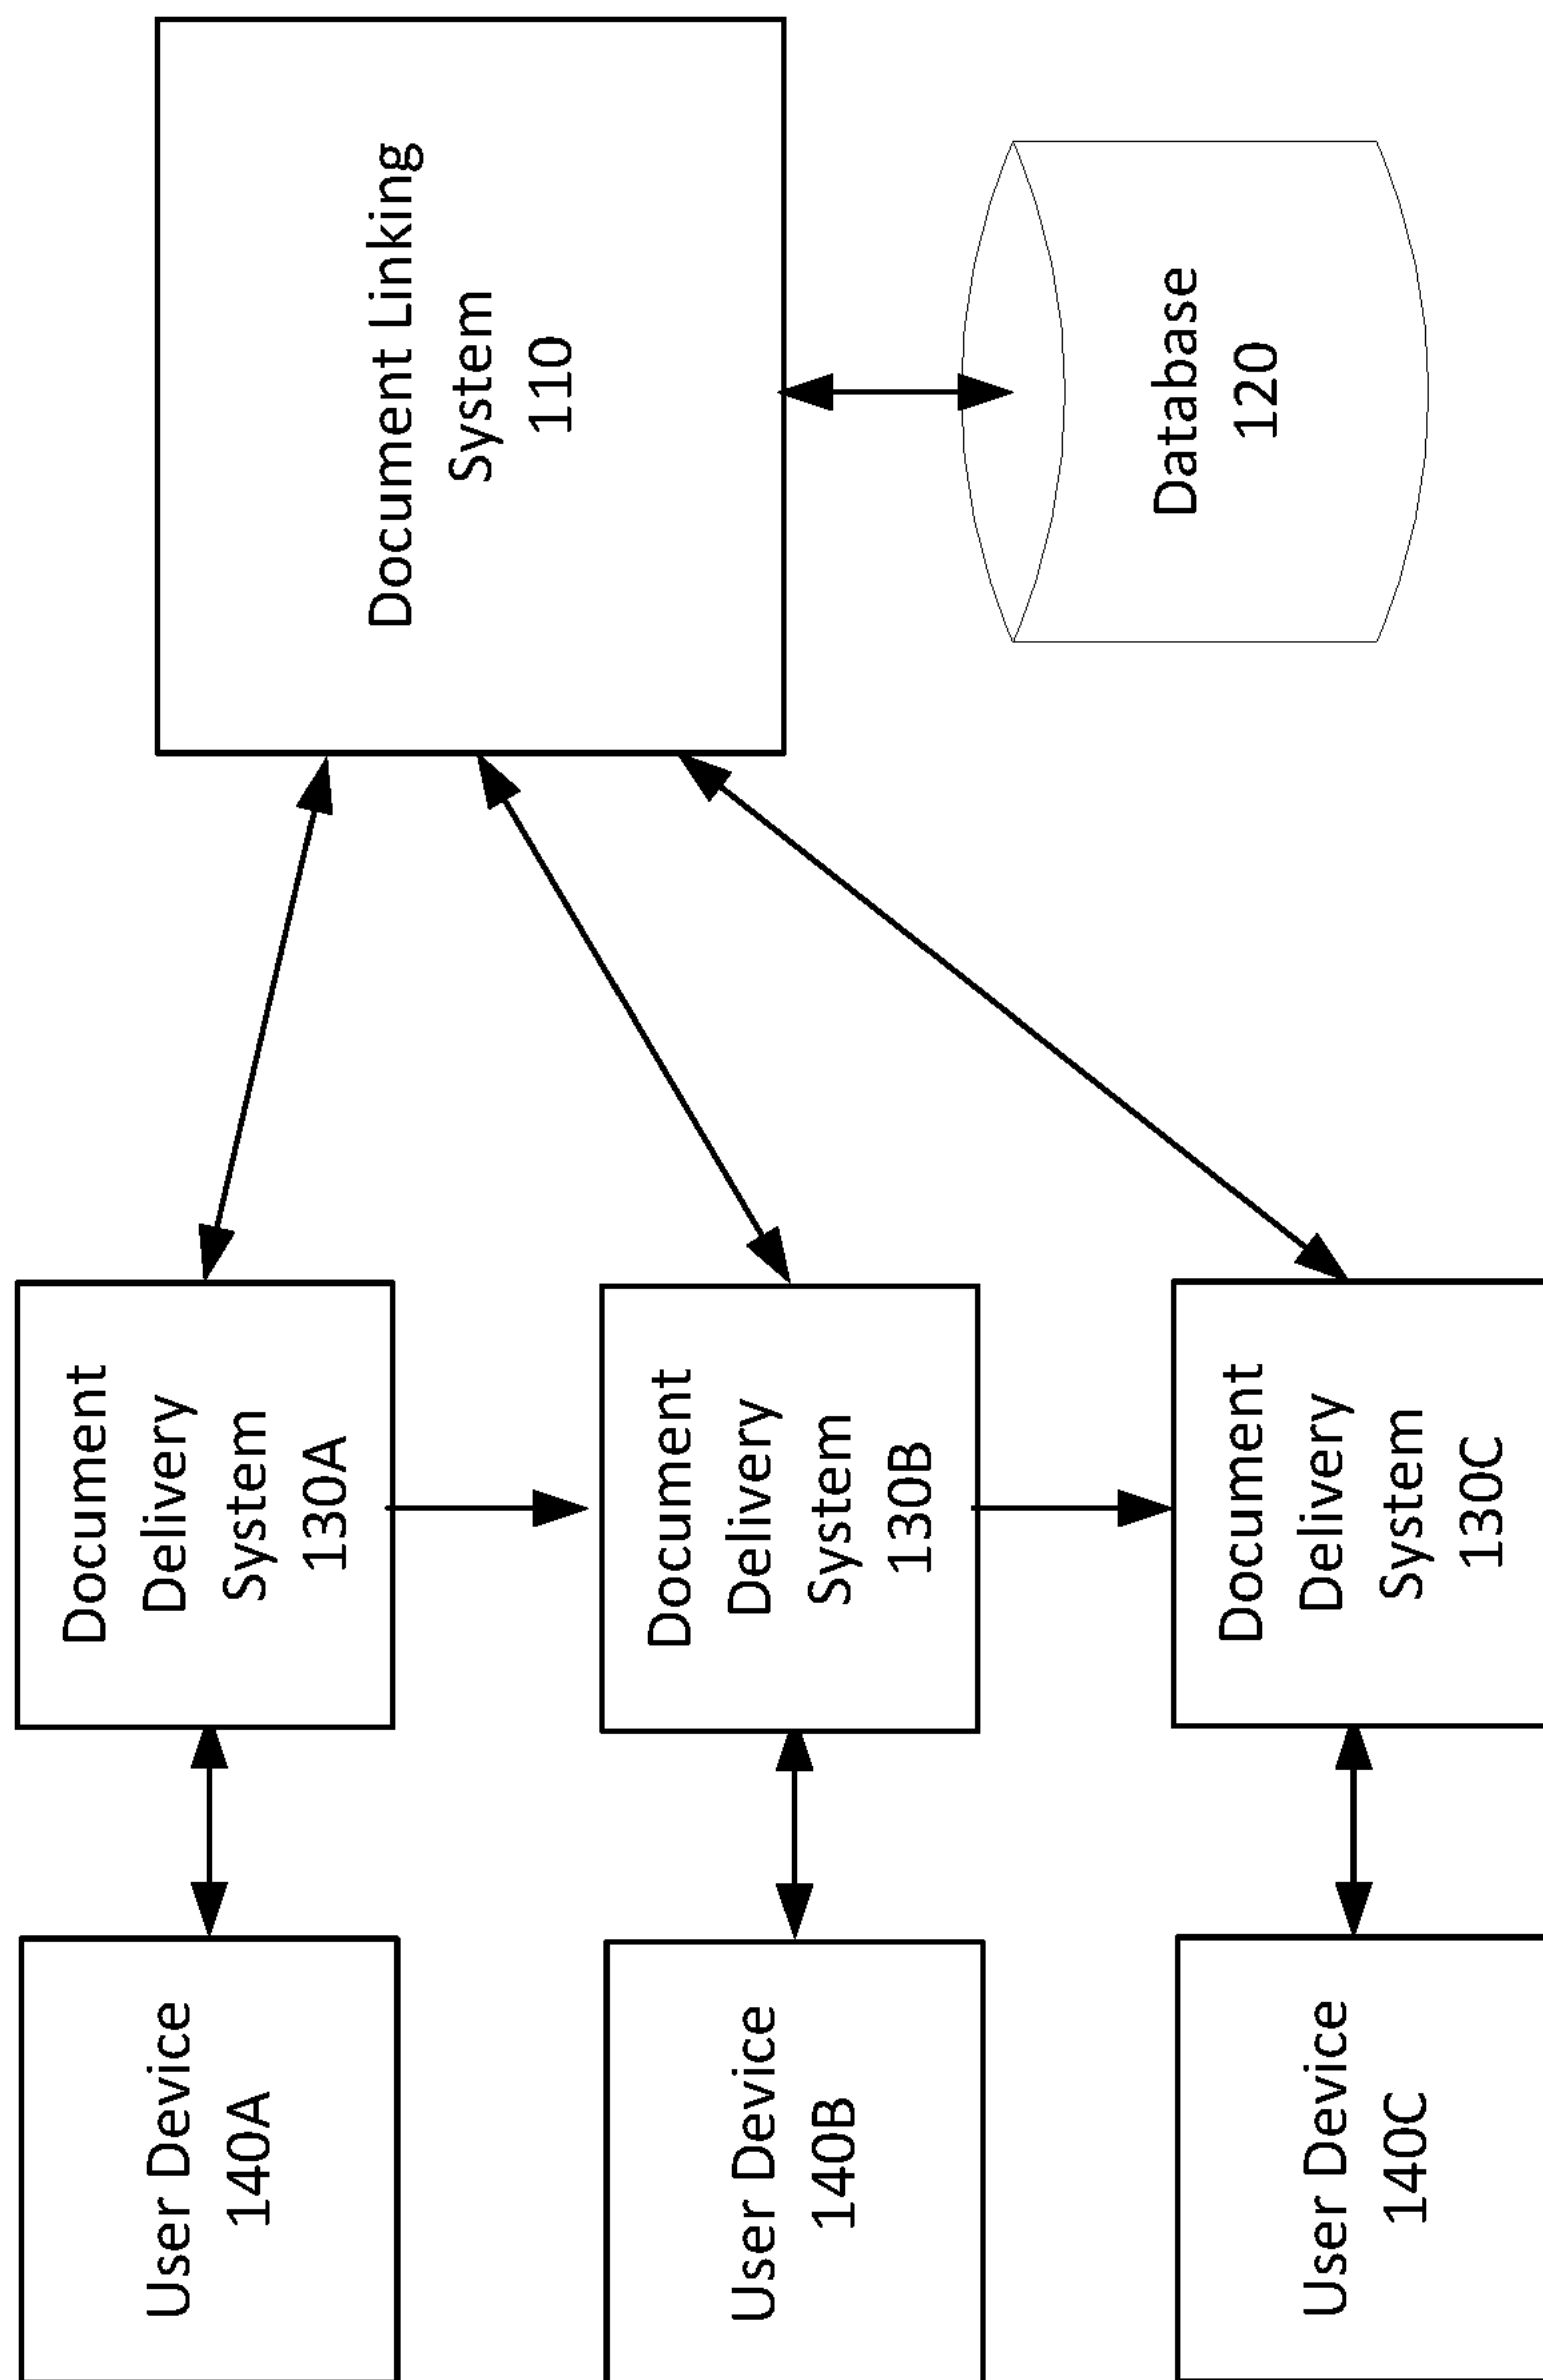 User Device
140A
Document
Delivery
System
130A
Document Linking
System
110
User Device
140B
Document
Delivery
System
130B
Database
120
User Device
140C
Document
Delivery
System
130C